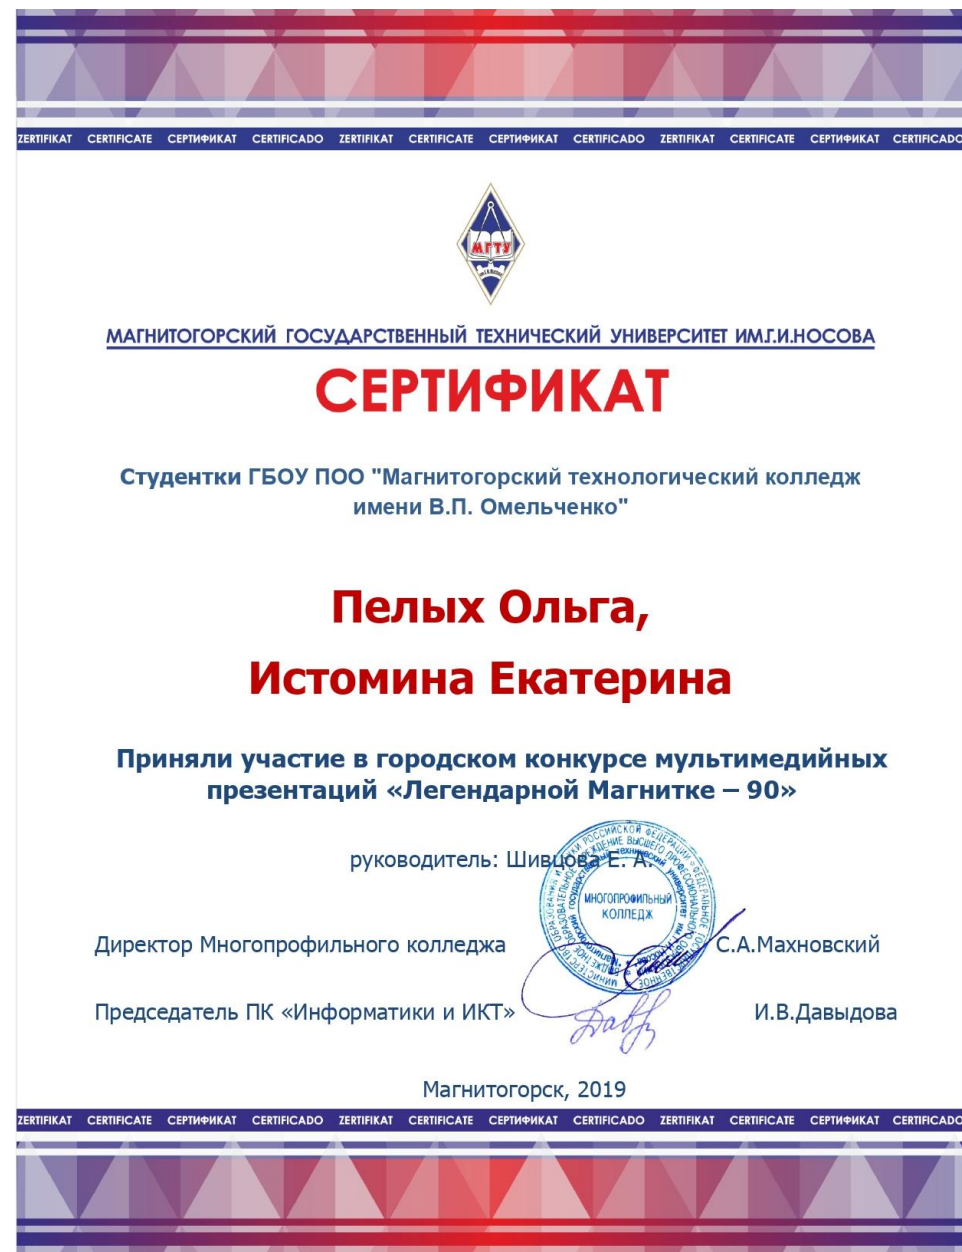 ZERTIFIKAT CERTIFICATE СЕРТИФИКАТ CERTIFICADO ZERTIFIKAT CERTIFICATE СЕРТИФИКАТ CERTIFICADO ZERTIFIKAT CERTIFICATE СЕРТИФИКАТ CERTIFICADO
МГТУ
МАГНИТОГОРСКИЙ ГОСУДАРСТВЕННЫЙ ТЕХНИЧЕСКИЙ УНИВЕРСИТЕТ ИМ.Г.И.НОСОВА
СЕРТИФИКАТ
Студентки ГБОУ ПОО "Магнитогорский технологический колледж
имени В.П. Омельченко"
Пелых Ольга,
Истомина Екатерина
Приняли участие в городском конкурсе мультимедийных
презентаций «Легендарной Магнитке – 90»
руководитель: Шивцова Е. А.
МНОГОПРОФИЛЬНЫЙ
КОЛЛЕДЖ
Директор Многопрофильного колледжа С.А.Махновский
Председатель ПК «Информатики и ИКТ» И.В.Давыдова
Магнитогорск, 2019
ZERTIFIKAT CERTIFICATE СЕРТИФИКАТ CERTIFICADO ZERTIFIKAT CERTIFICATE СЕРТИФИКАТ CERTIFICADO ZERTIFIKAT CERTIFICATE СЕРТИФИКАТ CERTIFICADO